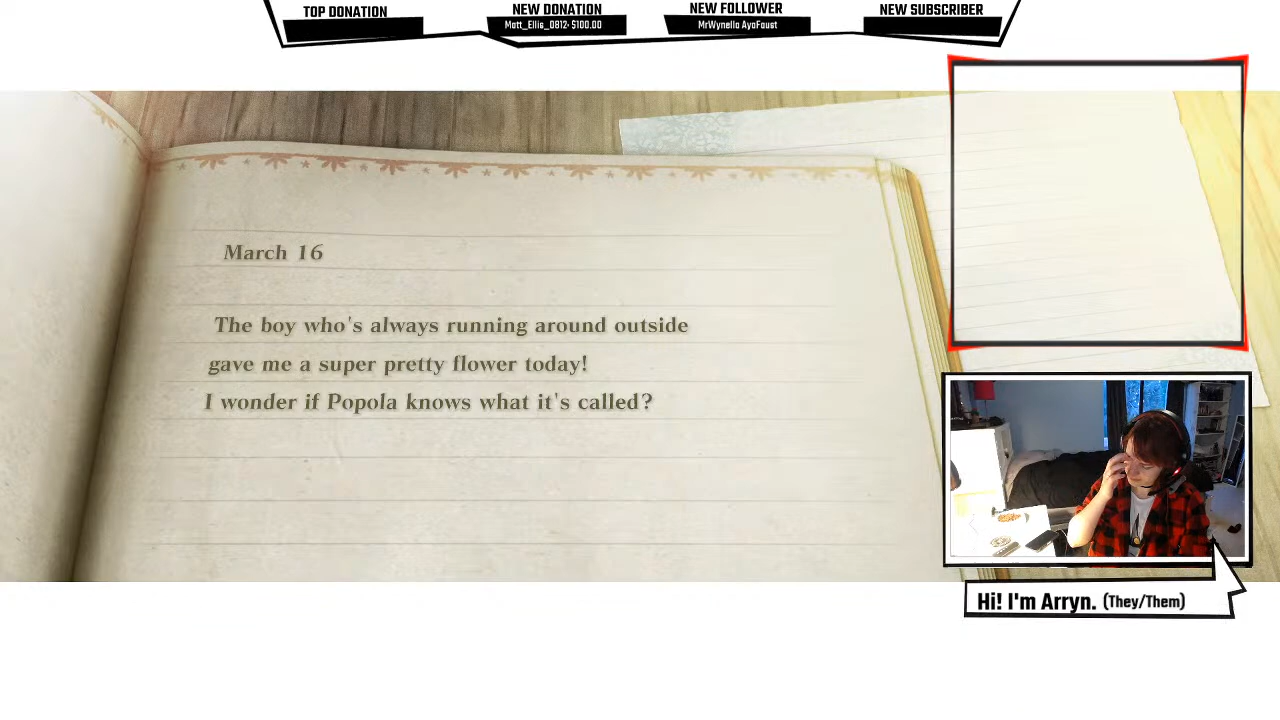 TOP DONATION
NEW DONATION
Matt_Ellis_0812: $100.00
NEW FOLLOWER
MrWynello AyoFaust
NEW SUBSCRIBER
March 16
The boy who's always running around outside
gave me a super pretty flower today!
I wonder if Popola knows what it's called?
Hi! I'm Arryn. (They/Them)